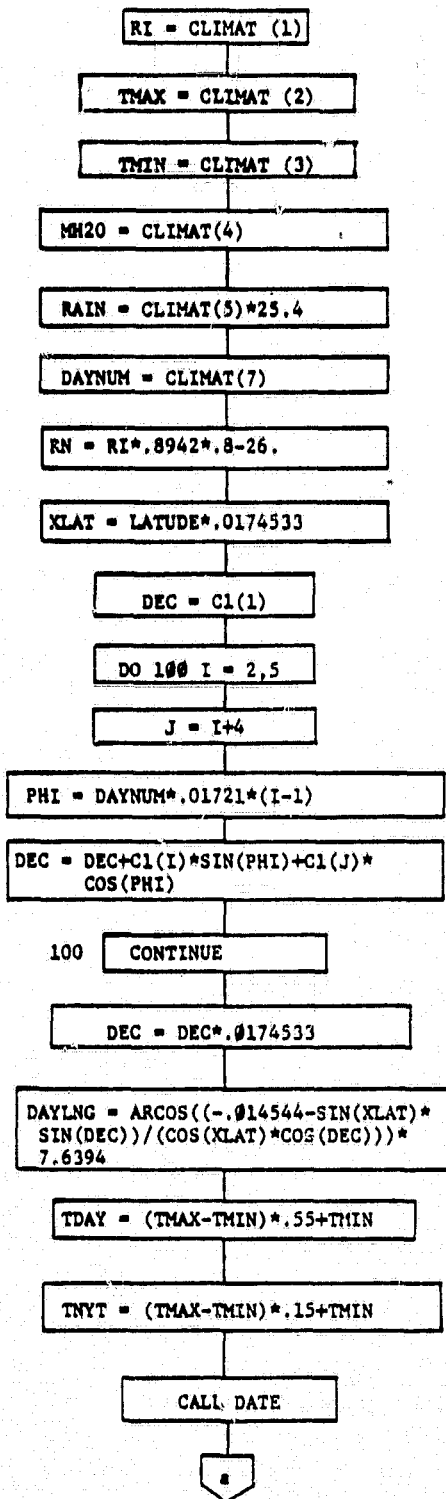 RI = CLIMAT (1)
TMAX = CLIMAT (2)
TMIN = CLIMAT (3)
MH20 = CLIMAT(4)
RAIN = CLIMAT(5)*25.4
DAYNUM = CLIMAT(7)
RN = RI*.8942*.8-26.
XLAT = LATUDE*.0174533
DEC = C1(1)
DO 1ØØ I = 2,5
J = I+4
PHI = DAYNUM*.01721*(I-1)
DEC = DEC+C1(I)*SIN(PHI)+C1(J)*
COS(PHI)
100 CONTINUE
DEC = DEC*.Ø174533
DAYLNG = ARCOS((-.Ø14544-SIN(XLAT)*
SIN(DEC))/(COS(XLAT)*COS(DEC)))*
7.6394
TDAY = (TMAX-TMIN)*.55+TMIN
TNYT = (TMAX-TMIN)*.15+TMIN
CALL DATE
a